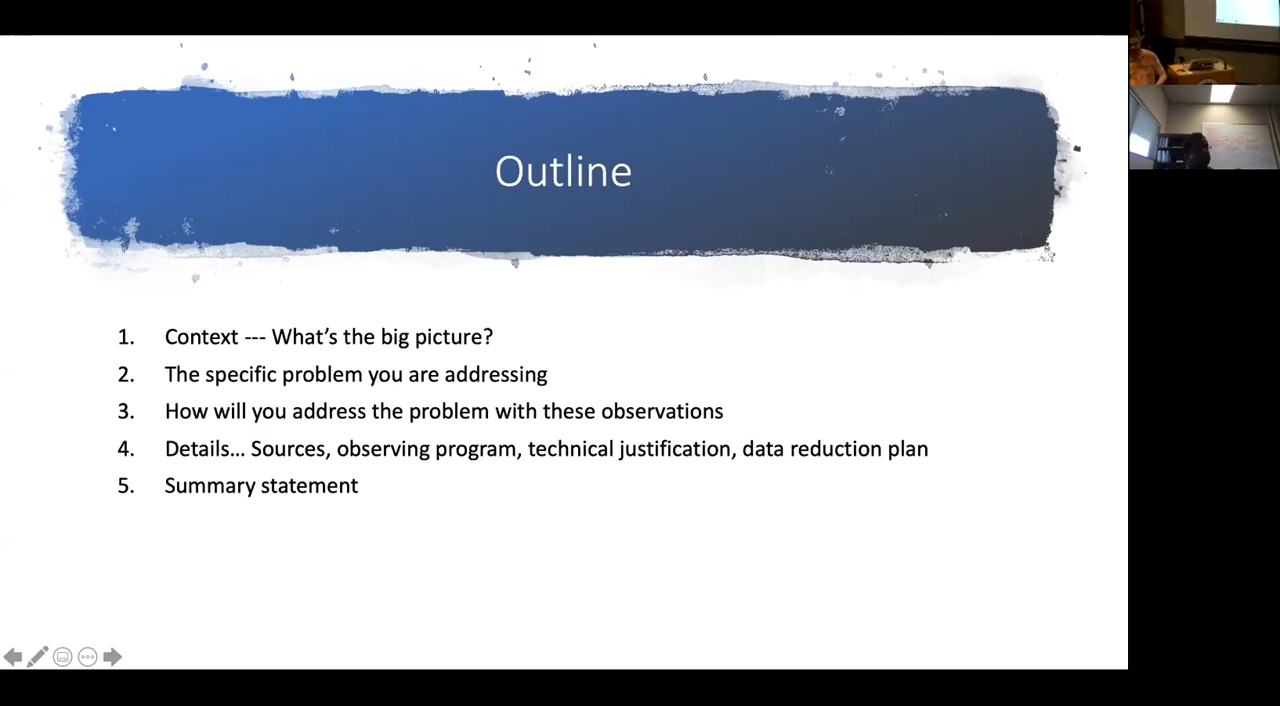 Outline
1. Context --- What's the big picture?
2. The specific problem you are addressing
3. How will you address the problem with these observations
4. Details... Sources, observing program, technical justification, data reduction plan
5. Summary statement